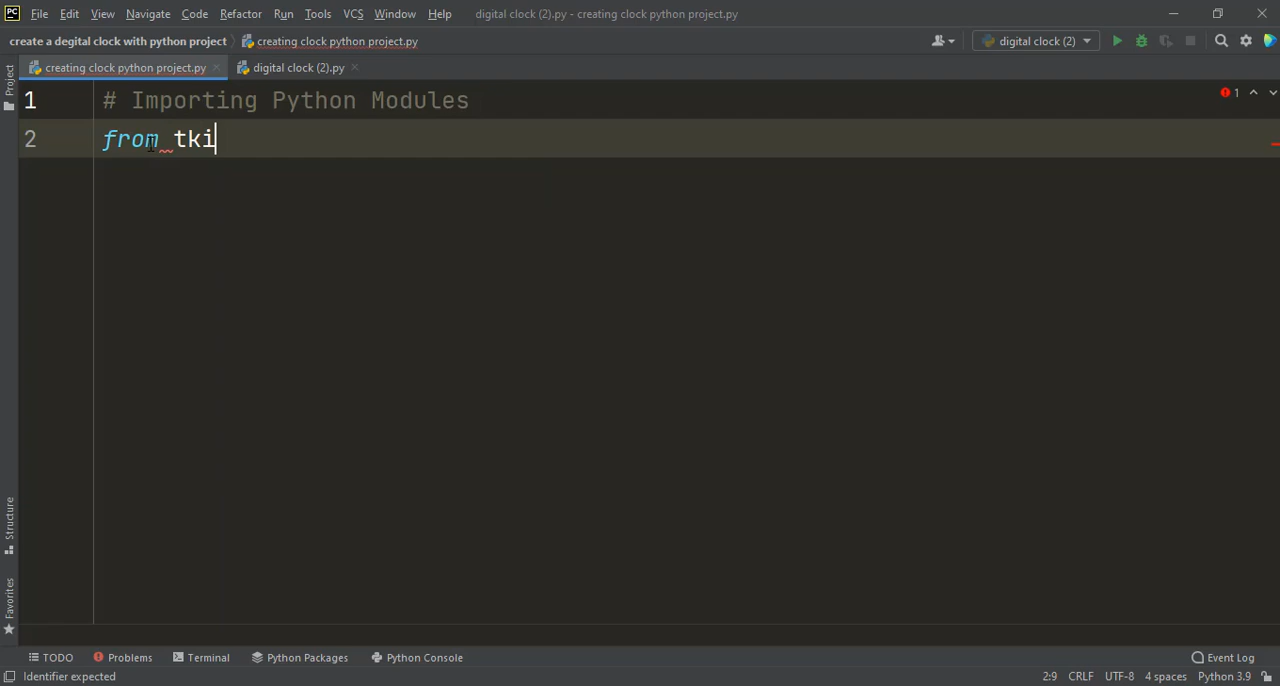 PC File Edit View Navigate Code Refactor Run Tools VCS Window Help digital clock (2).py - creating clock python project.py
create a degital clock with python project creating clock python project.py digital clock (2)
creating clock python project.py digital clock (2).py
Project
1 # Importing Python Modules
1
2 from tki
Structure
Favorites
TODO Problems Terminal Python Packages Python Console Event Log
Identifier expected 2:9 CRLF UTF-8 4 spaces Python 3.9